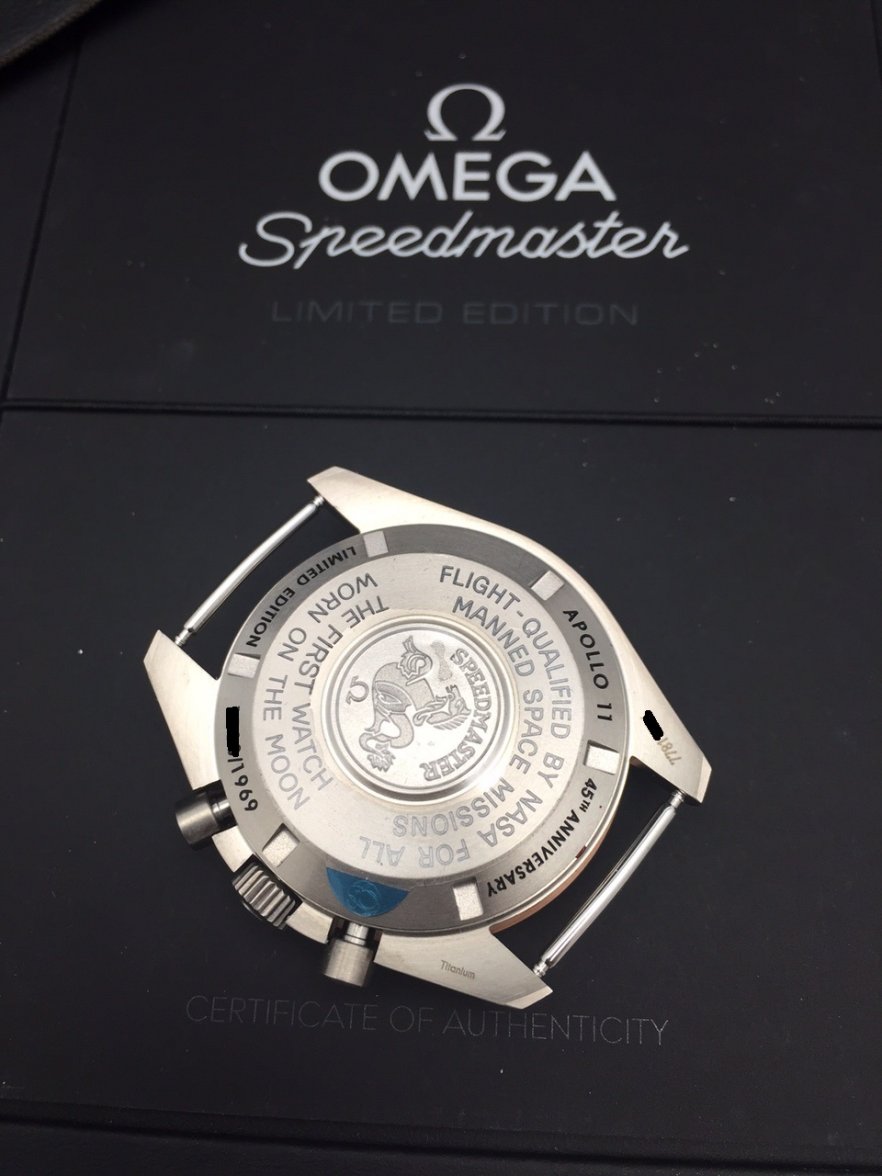 Ω
OMEGA
Speedmaster
LIMITED EDITION
LIMITED EDITION
APOLLO 11
45TH ANNIVERSARY
/1969
FLIGHT-QUALIFIED BY NASA FOR ALL
MANNED SPACE MISSIONS
THE FIRST WATCH
WORN ON THE MOON
Ω
SPEEDMASTER
Titanium
CERTIFICATE OF AUTHENTICITY